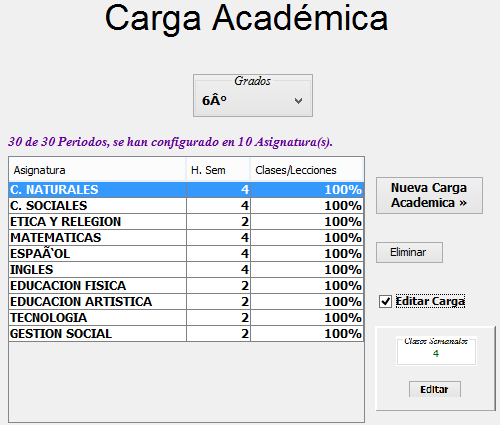 Carga Académica
Grados
6Âº
30 de 30 Periodos, se han configurado en 10 Asignatura(s).
Asignatura H. Sem Clases/Lecciones
C. NATURALES 4 100%
C. SOCIALES 4 100%
ETICA Y RELEGION 2 100%
MATEMATICAS 4 100%
ESPAÃ‘OL 4 100%
INGLES 4 100%
EDUCACION FISICA 2 100%
EDUCACION ARTISTICA 2 100%
TECNOLOGIA 2 100%
GESTION SOCIAL 2 100%
Nueva Carga
Academica »
Eliminar
Editar Carga
Clases Semanales
4
Editar